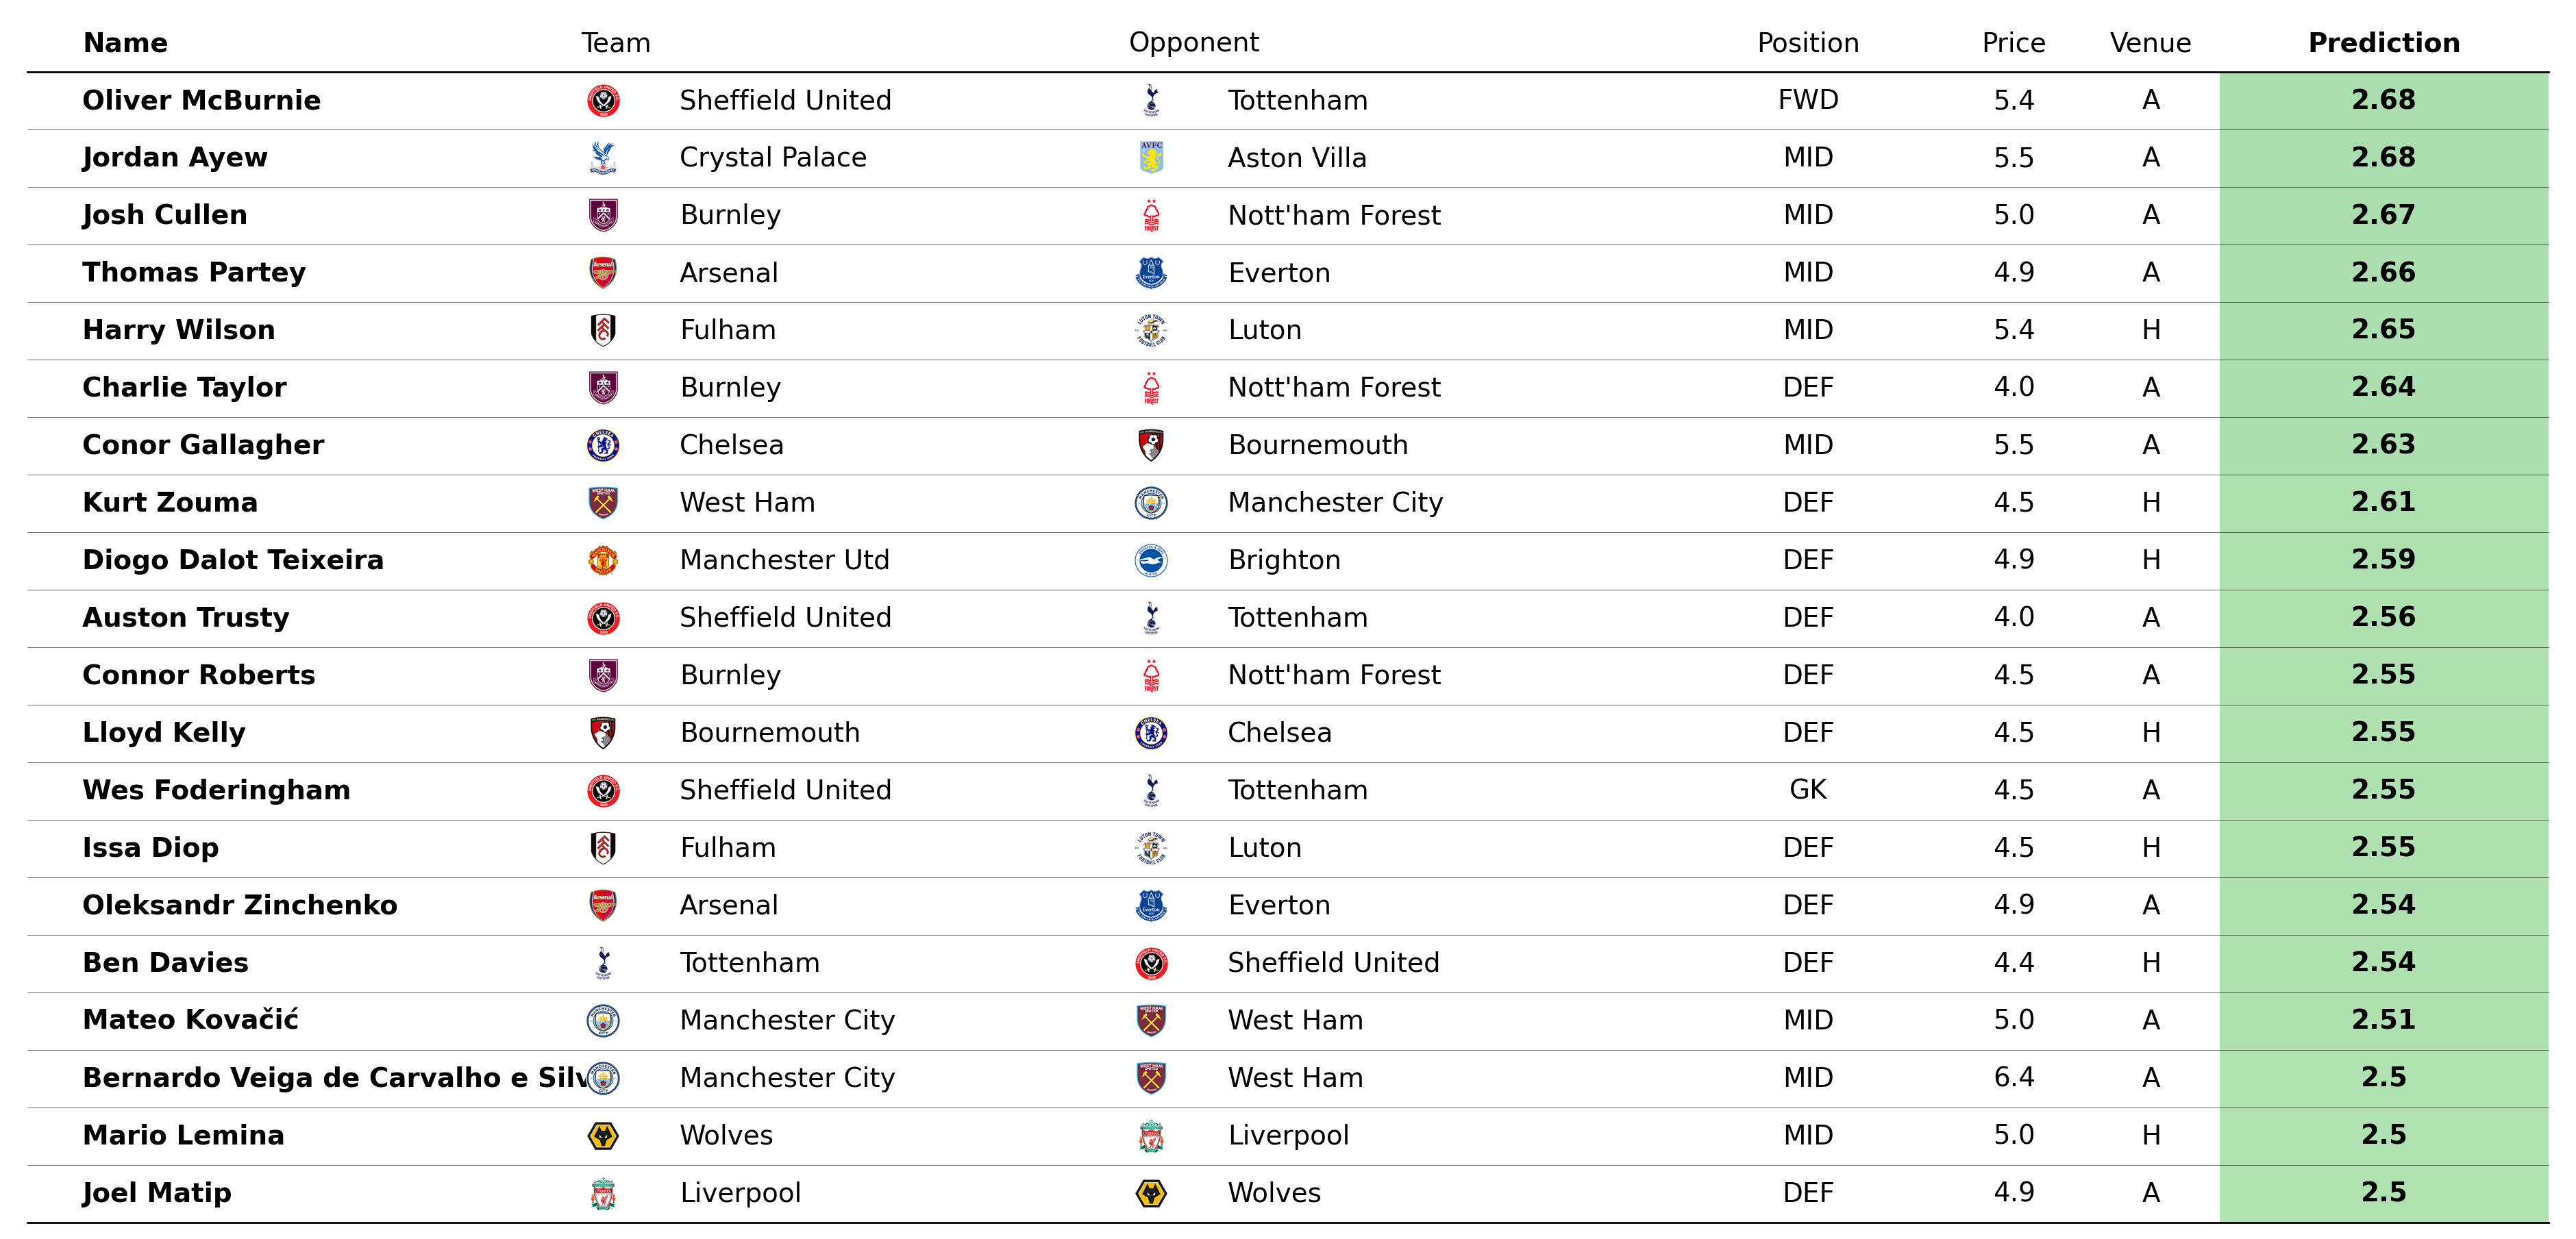 Name Team Opponent Position Price Venue Prediction
Oliver McBurnie Sheffield United Tottenham FWD 5.4 A 2.68
Jordan Ayew Crystal Palace Aston Villa MID 5.5 A 2.68
Josh Cullen Burnley Nott'ham Forest MID 5.0 A 2.67
Thomas Partey Arsenal Everton MID 4.9 A 2.66
Harry Wilson Fulham Luton MID 5.4 H 2.65
Charlie Taylor Burnley Nott'ham Forest DEF 4.0 A 2.64
Conor Gallagher Chelsea Bournemouth MID 5.5 A 2.63
Kurt Zouma West Ham Manchester City DEF 4.5 H 2.61
Diogo Dalot Teixeira Manchester Utd Brighton DEF 4.9 H 2.59
Auston Trusty Sheffield United Tottenham DEF 4.0 A 2.56
Connor Roberts Burnley Nott'ham Forest DEF 4.5 A 2.55
Lloyd Kelly Bournemouth Chelsea DEF 4.5 H 2.55
Wes Foderingham Sheffield United Tottenham GK 4.5 A 2.55
Issa Diop Fulham Luton DEF 4.5 H 2.55
Oleksandr Zinchenko Arsenal Everton DEF 4.9 A 2.54
Ben Davies Tottenham Sheffield United DEF 4.4 H 2.54
Mateo Kovačić Manchester City West Ham MID 5.0 A 2.51
Bernardo Veiga de Carvalho e Silv Manchester City West Ham MID 6.4 A 2.5
Mario Lemina Wolves Liverpool MID 5.0 H 2.5
Joel Matip Liverpool Wolves DEF 4.9 A 2.5